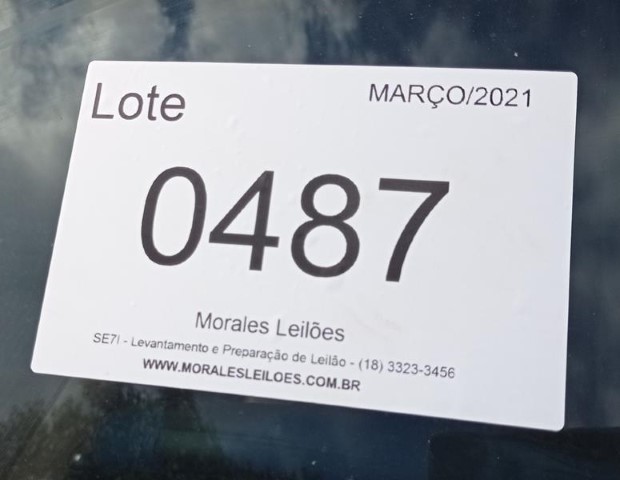 Lote
MARÇO/2021
0487
Morales Leilões
SE7I - Levantamento e Preparação de Leilão - (18) 3323-3456
WWW.MORALESLEILOES.COM.BR